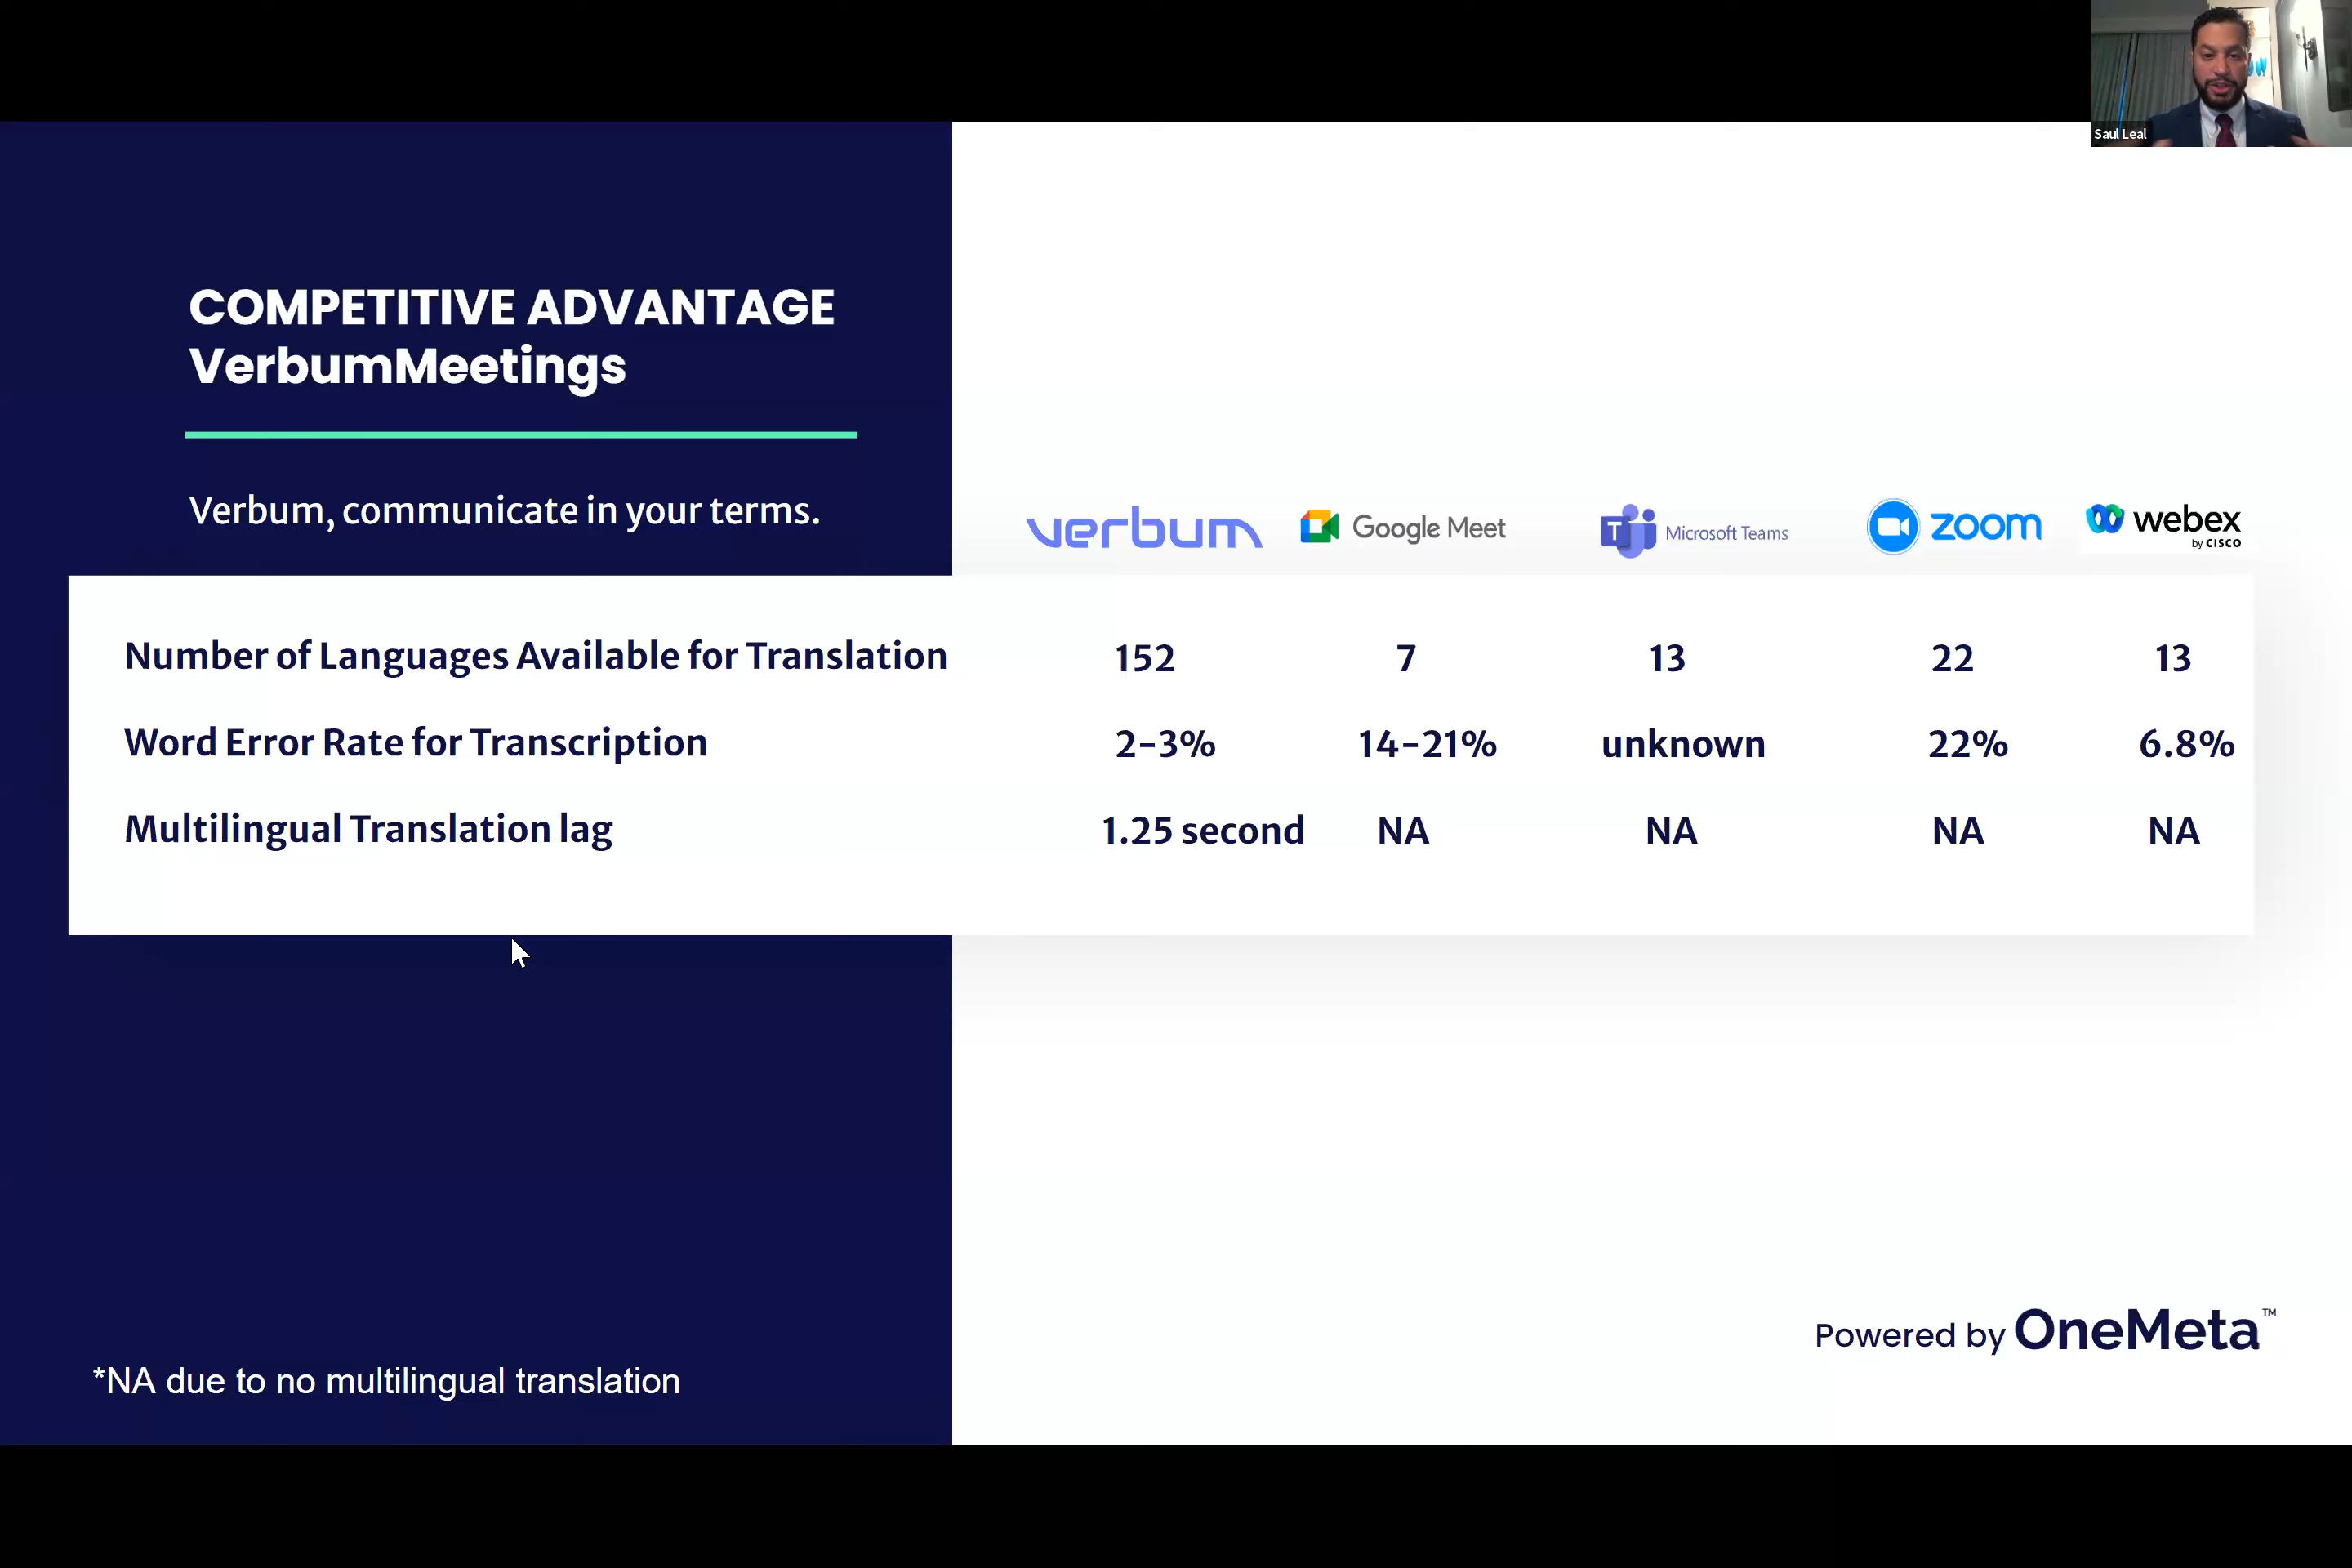 Saul Leal
COMPETITIVE ADVANTAGE
VerbumMeetings
Verbum, communicate in your terms.
verbum Google Meet Microsoft Teams zoom webex
by CISCO
Number of Languages Available for Translation 152 7 13 22 13
Word Error Rate for Transcription 2-3% 14-21% unknown 22% 6.8%
Multilingual Translation lag 1.25 second NA NA NA NA
Powered by OneMeta™
*NA due to no multilingual translation